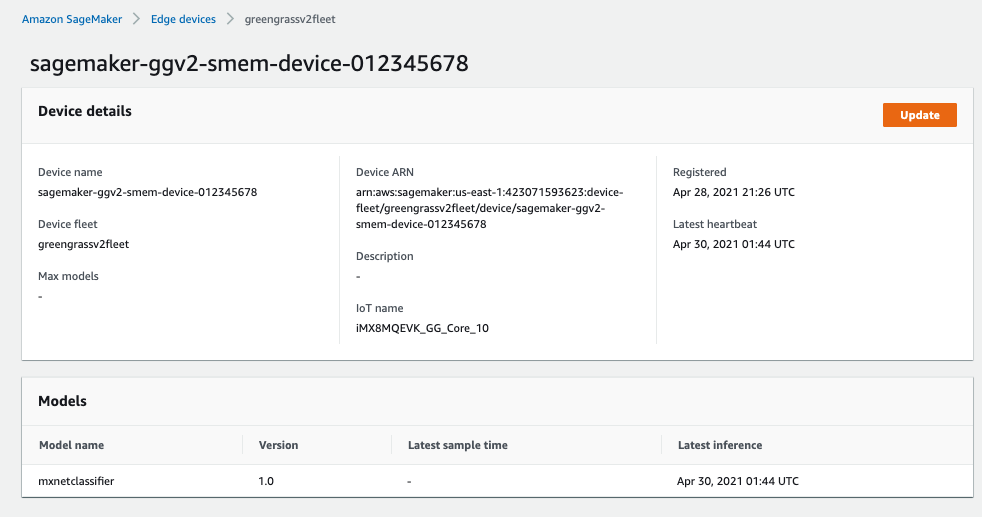 Amazon SageMaker > Edge devices > greengrassv2fleet
sagemaker-ggv2-smem-device-012345678
Device details
Update
Device name
sagemaker-ggv2-smem-device-012345678
Device fleet
greengrassv2fleet
Max models
-
Device ARN
arn:aws:sagemaker:us-east-1:423071593623:device-
fleet/greengrassv2fleet/device/sagemaker-ggv2-
smem-device-012345678
Description
-
IoT name
iMX8MQEVK_GG_Core_10
Registered
Apr 28, 2021 21:26 UTC
Latest heartbeat
Apr 30, 2021 01:44 UTC
Models
Model name Version Latest sample time Latest inference
mxnetclassifier 1.0 - Apr 30, 2021 01:44 UTC